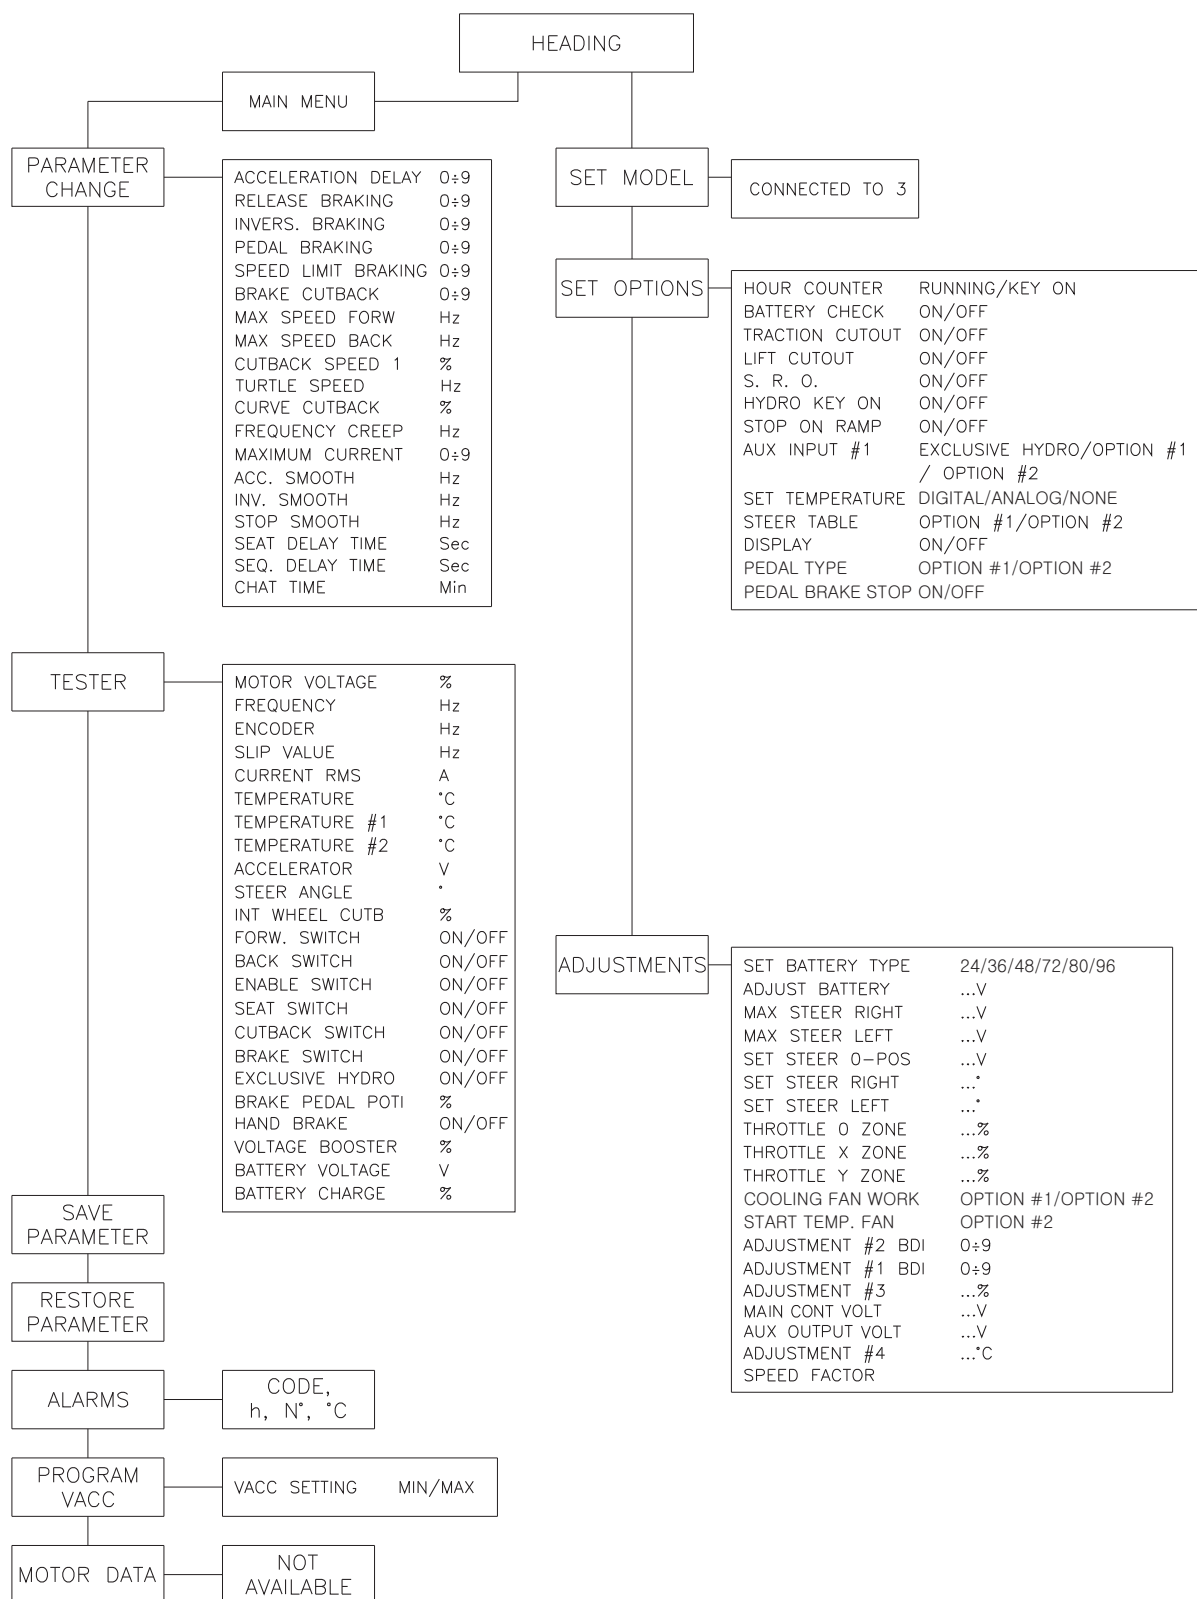 HEADING
MAIN MENU
PARAMETER
CHANGE
ACCELERATION DELAY 0÷9
RELEASE BRAKING 0÷9
INVERS. BRAKING 0÷9
PEDAL BRAKING 0÷9
SPEED LIMIT BRAKING 0÷9
BRAKE CUTBACK 0÷9
MAX SPEED FORW Hz
MAX SPEED BACK Hz
CUTBACK SPEED 1 %
TURTLE SPEED Hz
CURVE CUTBACK %
FREQUENCY CREEP Hz
MAXIMUM CURRENT 0÷9
ACC. SMOOTH Hz
INV. SMOOTH Hz
STOP SMOOTH Hz
SEAT DELAY TIME Sec
SEQ. DELAY TIME Sec
CHAT TIME Min
SET MODEL
CONNECTED TO 3
SET OPTIONS
HOUR COUNTER RUNNING/KEY ON
BATTERY CHECK ON/OFF
TRACTION CUTOUT ON/OFF
LIFT CUTOUT ON/OFF
S. R. O. ON/OFF
HYDRO KEY ON ON/OFF
STOP ON RAMP ON/OFF
AUX INPUT #1 EXCLUSIVE HYDRO/OPTION #1
/ OPTION #2
SET TEMPERATURE DIGITAL/ANALOG/NONE
STEER TABLE OPTION #1/OPTION #2
DISPLAY ON/OFF
PEDAL TYPE OPTION #1/OPTION #2
PEDAL BRAKE STOP ON/OFF
TESTER
MOTOR VOLTAGE %
FREQUENCY Hz
ENCODER Hz
SLIP VALUE Hz
CURRENT RMS A
TEMPERATURE °C
TEMPERATURE #1 °C
TEMPERATURE #2 °C
ACCELERATOR V
STEER ANGLE °
INT WHEEL CUTB %
FORW. SWITCH ON/OFF
BACK SWITCH ON/OFF
ENABLE SWITCH ON/OFF
SEAT SWITCH ON/OFF
CUTBACK SWITCH ON/OFF
BRAKE SWITCH ON/OFF
EXCLUSIVE HYDRO ON/OFF
BRAKE PEDAL POTI %
HAND BRAKE ON/OFF
VOLTAGE BOOSTER %
BATTERY VOLTAGE V
BATTERY CHARGE %
ADJUSTMENTS
SET BATTERY TYPE 24/36/48/72/80/96
ADJUST BATTERY ...V
MAX STEER RIGHT ...V
MAX STEER LEFT ...V
SET STEER 0-POS ...V
SET STEER RIGHT ...°
SET STEER LEFT ...°
THROTTLE 0 ZONE ...%
THROTTLE X ZONE ...%
THROTTLE Y ZONE ...%
COOLING FAN WORK OPTION #1/OPTION #2
START TEMP. FAN OPTION #2
ADJUSTMENT #2 BDI 0÷9
ADJUSTMENT #1 BDI 0÷9
ADJUSTMENT #3 ...%
MAIN CONT VOLT ...V
AUX OUTPUT VOLT ...V
ADJUSTMENT #4 ...°C
SPEED FACTOR
SAVE
PARAMETER
RESTORE
PARAMETER
ALARMS
CODE,
h, N°, °C
PROGRAM
VACC
VACC SETTING MIN/MAX
MOTOR DATA
NOT
AVAILABLE